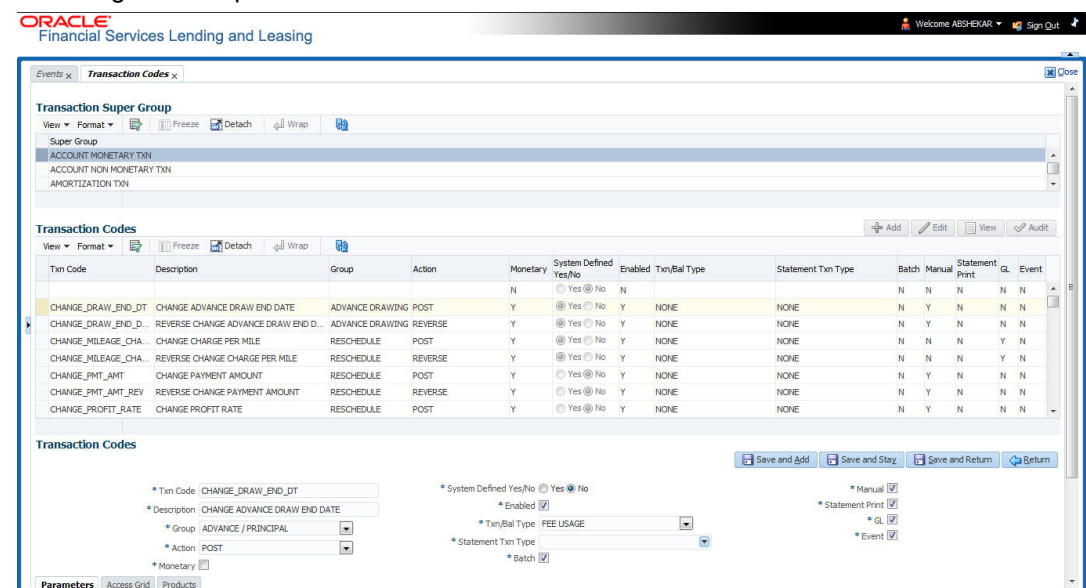 ORACLE
Financial Services Lending and Leasing
Welcome ABSHEKAR Sign Out
Events x Transaction Codes x Close
Transaction Super Group
View Format Freeze Detach Wrap
Super Group
ACCOUNT MONETARY TXN
ACCOUNT NON MONETARY TXN
AMORTIZATION TXN
Transaction Codes
Add Edit View Audit
View Format Freeze Detach Wrap
Txn Code Description Group Action Monetary System Defined Yes/No Enabled Txn/Bal Type Statement Txn Type Batch Manual Statement Print GL Event
N Yes No N N N N N N
CHANGE_DRAW_END_DT CHANGE ADVANCE DRAW END DATE ADVANCE DRAWING POST Y Yes No Y NONE NONE N Y N N N
CHANGE_DRAW_END_D... REVERSE CHANGE ADVANCE DRAW END D... ADVANCE DRAWING REVERSE Y Yes No Y NONE NONE N Y N N N
CHANGE_MILEAGE_CHA... CHANGE CHARGE PER MILE RESCHEDULE POST Y Yes No Y NONE NONE N N N Y N
CHANGE_MILEAGE_CHA... REVERSE CHANGE CHARGE PER MILE RESCHEDULE REVERSE Y Yes No Y NONE NONE N N N Y N
CHANGE_PMT_AMT CHANGE PAYMENT AMOUNT RESCHEDULE POST Y Yes No Y NONE NONE N Y N N N
CHANGE_PMT_AMT_REV REVERSE CHANGE PAYMENT AMOUNT RESCHEDULE REVERSE Y Yes No Y NONE NONE N Y N N N
CHANGE_PROFIT_RATE CHANGE PROFIT RATE RESCHEDULE POST Y Yes No Y NONE NONE N Y N N N
Transaction Codes
Save and Add Save and Stay Save and Return Return
* Txn Code CHANGE_DRAW_END_DT * System Defined Yes/No Yes No * Manual
* Description CHANGE ADVANCE DRAW END DATE * Enabled * Statement Print
* Group ADVANCE / PRINCIPAL * Txn/Bal Type FEE USAGE * GL
* Action POST * Statement Txn Type * Event
* Monetary * Batch
Parameters Access Grid Products